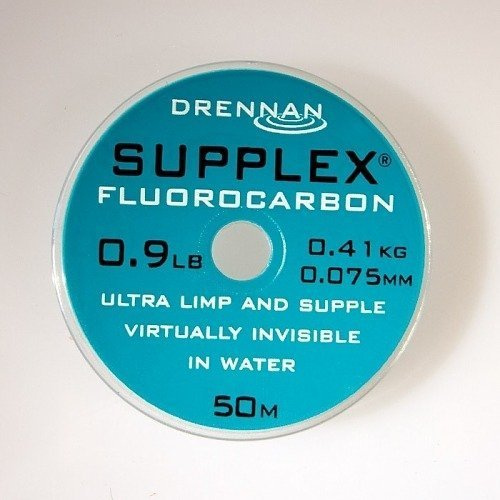 DRENNAN
SUPPLEX®
FLUOROCARBON
0.9LB
0.41KG
0.075MM
ULTRA LIMP AND SUPPLE
VIRTUALLY INVISIBLE
IN WATER
50M